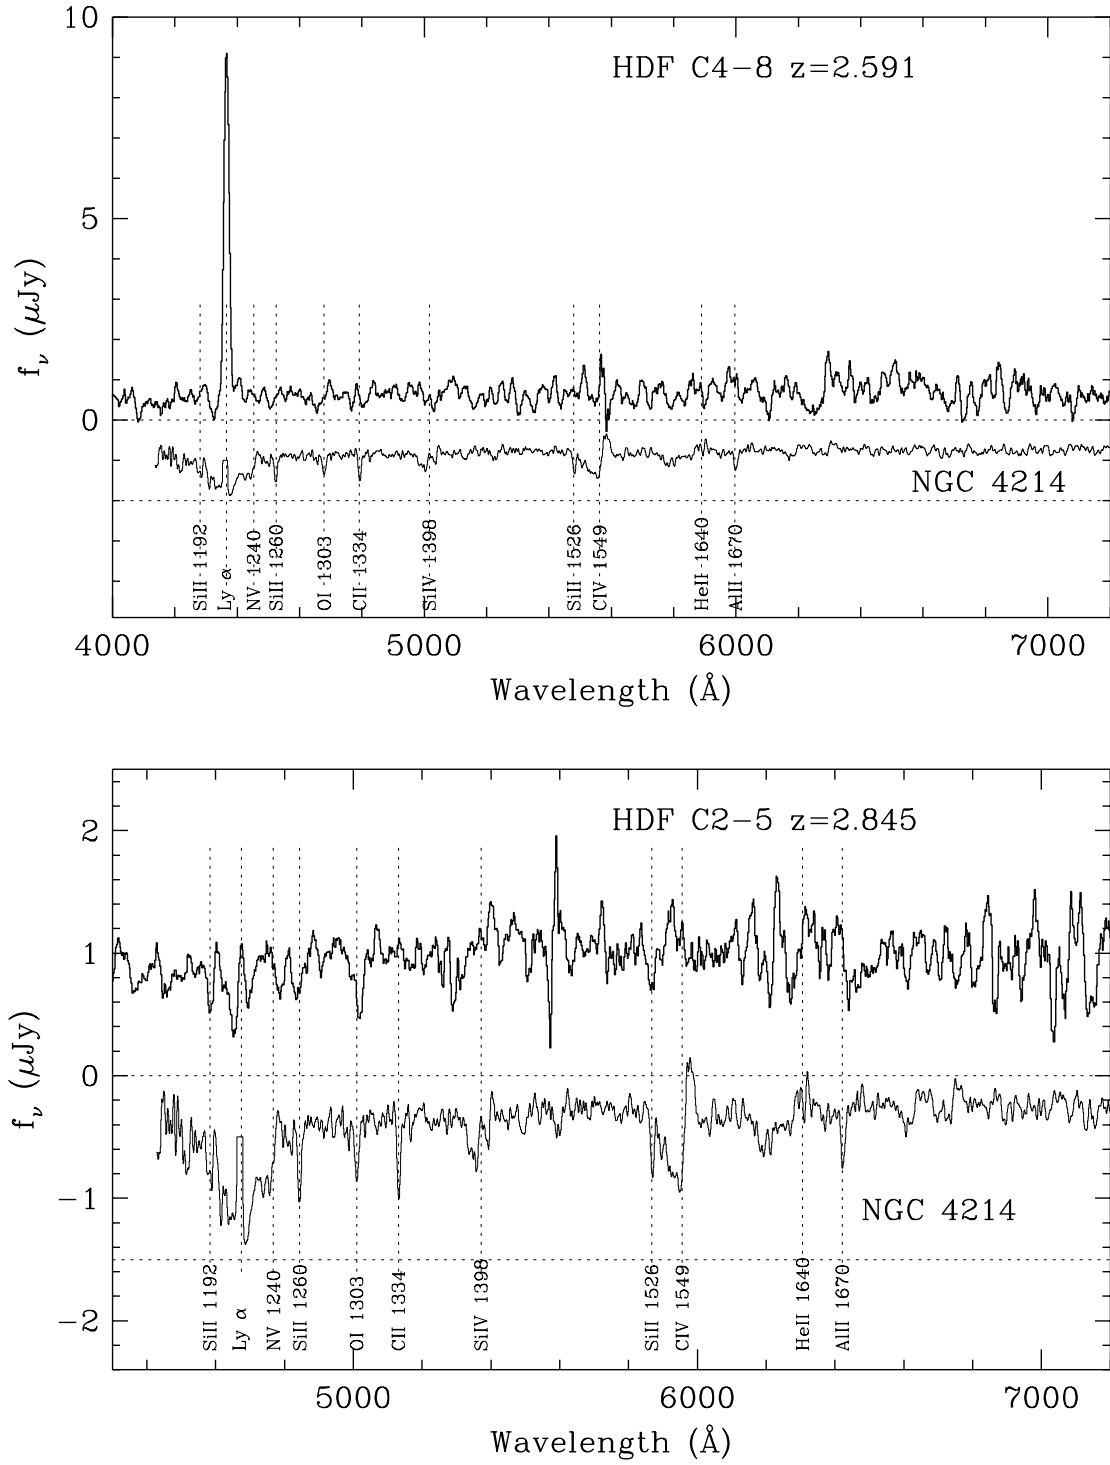 10
5
0
f_ν (μJy)
HDF C4-8 z=2.591
NGC 4214
SiII 1192
Ly α
NV 1240
SiII 1260
OI 1303
CII 1334
SiIV 1398
SiII 1526
CIV 1549
HeII 1640
AlII 1670
4000 5000 6000 7000
Wavelength (Å)
2
1
0
−1
−2
f_ν (μJy)
HDF C2-5 z=2.845
NGC 4214
SiII 1192
Ly α
NV 1240
SiII 1260
OI 1303
CII 1334
SiIV 1398
SiII 1526
CIV 1549
HeII 1640
AlII 1670
5000 6000 7000
Wavelength (Å)